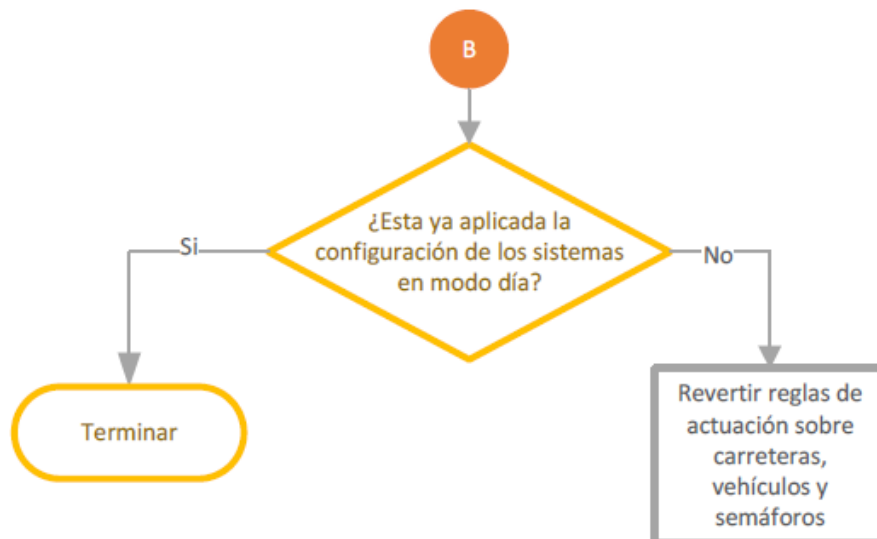 B
¿Esta ya aplicada la
configuración de los sistemas
en modo día?
Si
No
Terminar
Revertir reglas de
actuación sobre
carreteras,
vehículos y
semáforos